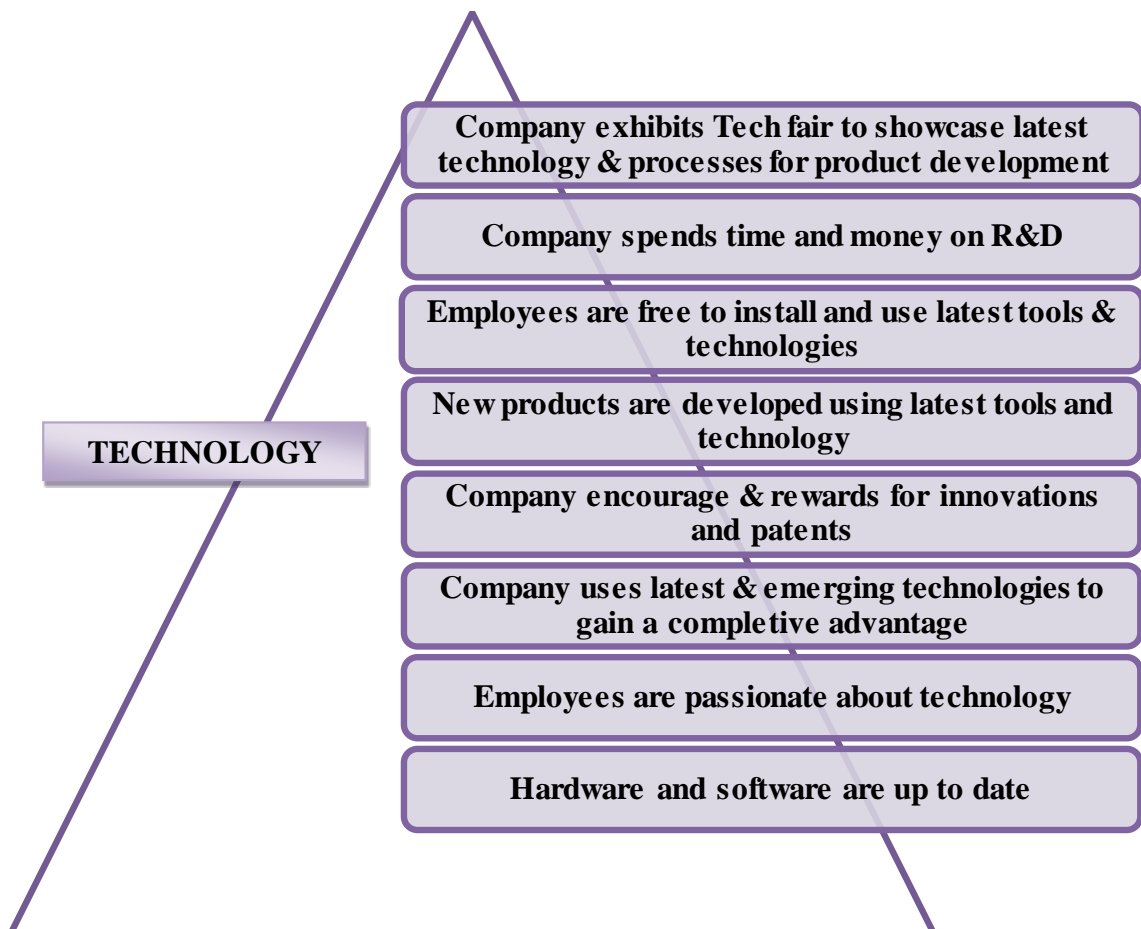 Company exhibits Tech fair to showcase latest
technology & processes for product development
Company spends time and money on R&D
Employees are free to install and use latest tools &
technologies
New products are developed using latest tools and
technology
TECHNOLOGY
Company encourage & rewards for innovations
and patents
Company uses latest & emerging technologies to
gain a completive advantage
Employees are passionate about technology
Hardware and software are up to date